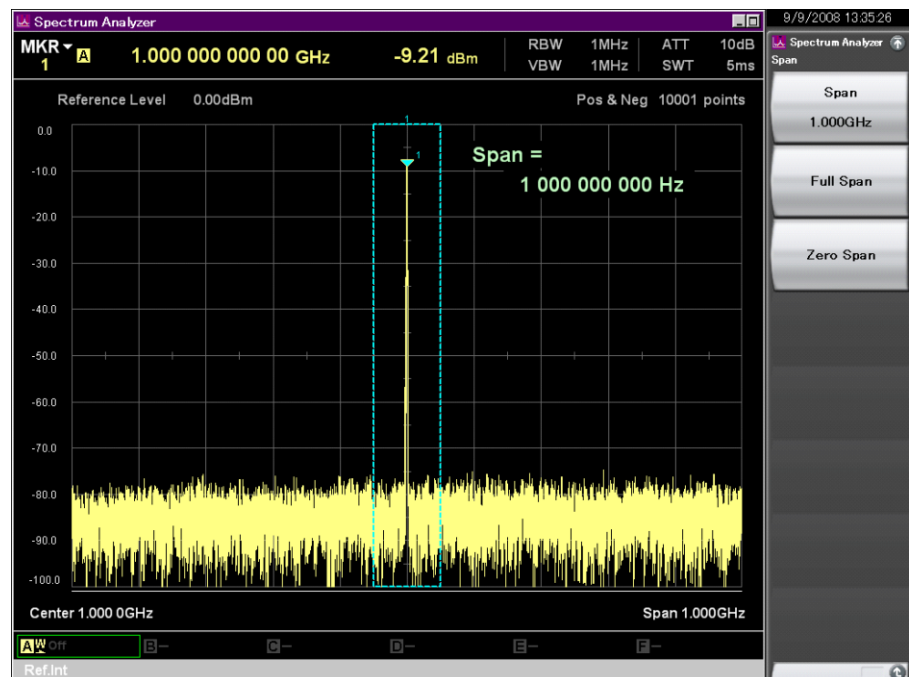 Spectrum Analyzer
9/9/2008 13:35:26
MKR A 1.000 000 000 00 GHz -9.21 dBm RBW 1MHz ATT 10dB
1 VBW 1MHz SWT 5ms
Spectrum Analyzer
Span
Reference Level 0.00dBm Pos & Neg 10001 points
Span
1.000GHz
Full Span
Zero Span
1
0.0
1
Span =
1 000 000 000 Hz
-10.0
-20.0
-30.0
-40.0
-50.0
-60.0
-70.0
-80.0
-90.0
-100.0
Center 1.000 0GHz Span 1.000GHz
A W Off B- C- D- E- F-
Ref.Int